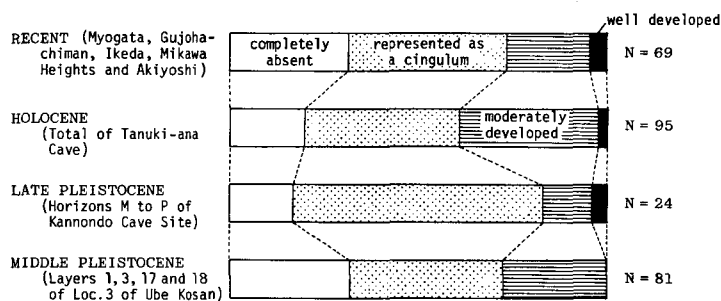 well developed
RECENT (Myogata, Gujoha-
chiman, Ikeda, Mikawa
Heights and Akiyoshi)
completely
absent
represented as
a cingulum
N = 69
HOLOCENE
(Total of Tanuki-ana
Cave)
moderately
developed
N = 95
LATE PLEISTOCENE
(Horizons M to P of
Kannondo Cave Site)
N = 24
MIDDLE PLEISTOCENE
(Layers 1, 3, 17 and 18
of Loc.3 of Ube Kosan)
N = 81